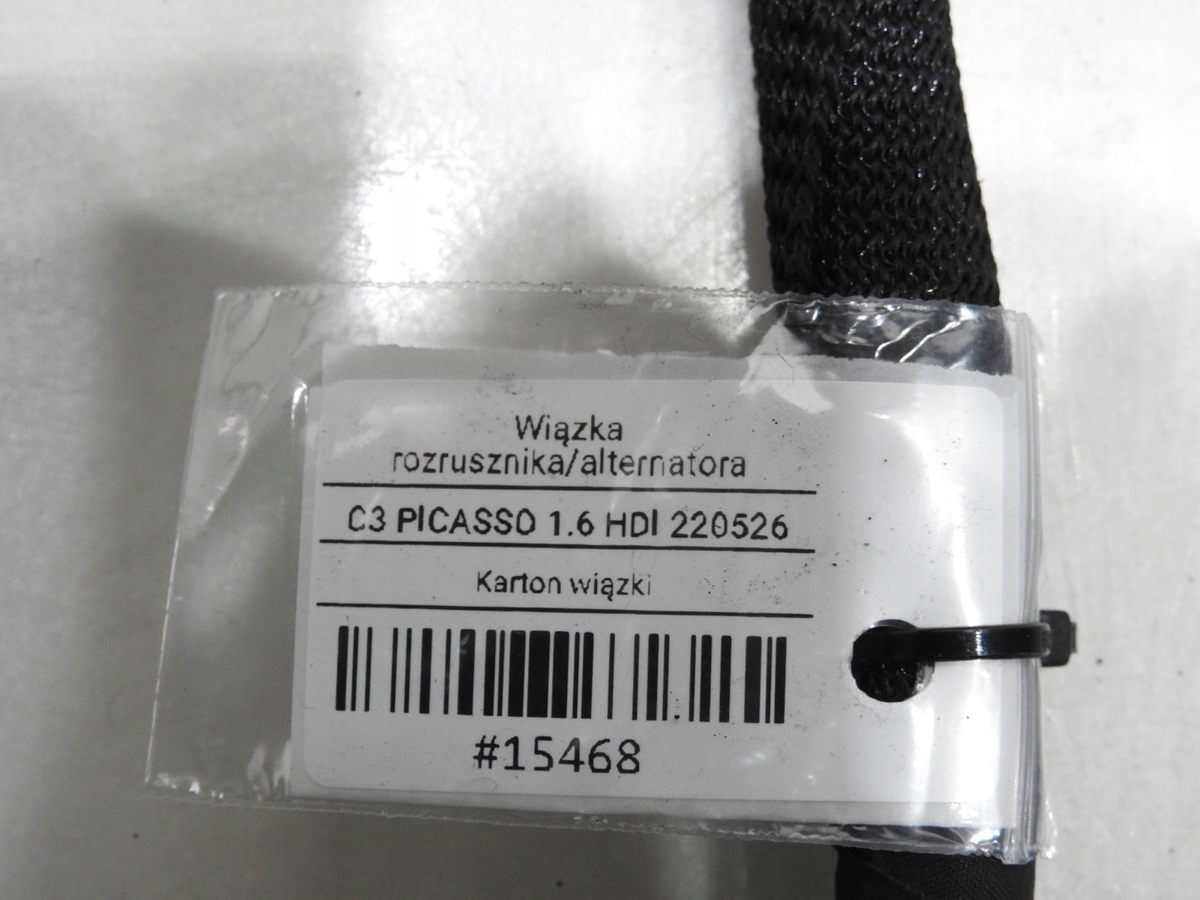 Wiązka
rozrusznika/alternatora
C3 PICASSO 1.6 HDI 220526
Karton wiązki
#15468